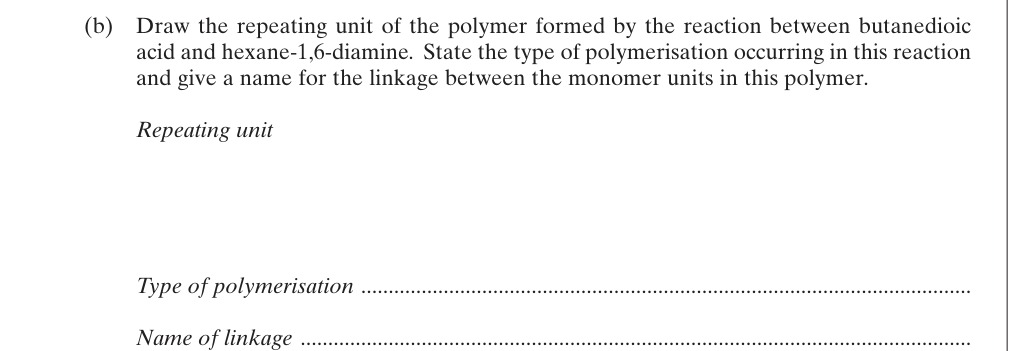 (b) Draw the repeating unit of the polymer formed by the reaction between butanedioic
acid and hexane-1,6-diamine. State the type of polymerisation occurring in this reaction
and give a name for the linkage between the monomer units in this polymer.
Repeating unit
Type of polymerisation ....................................................................................................
Name of linkage ....................................................................................................